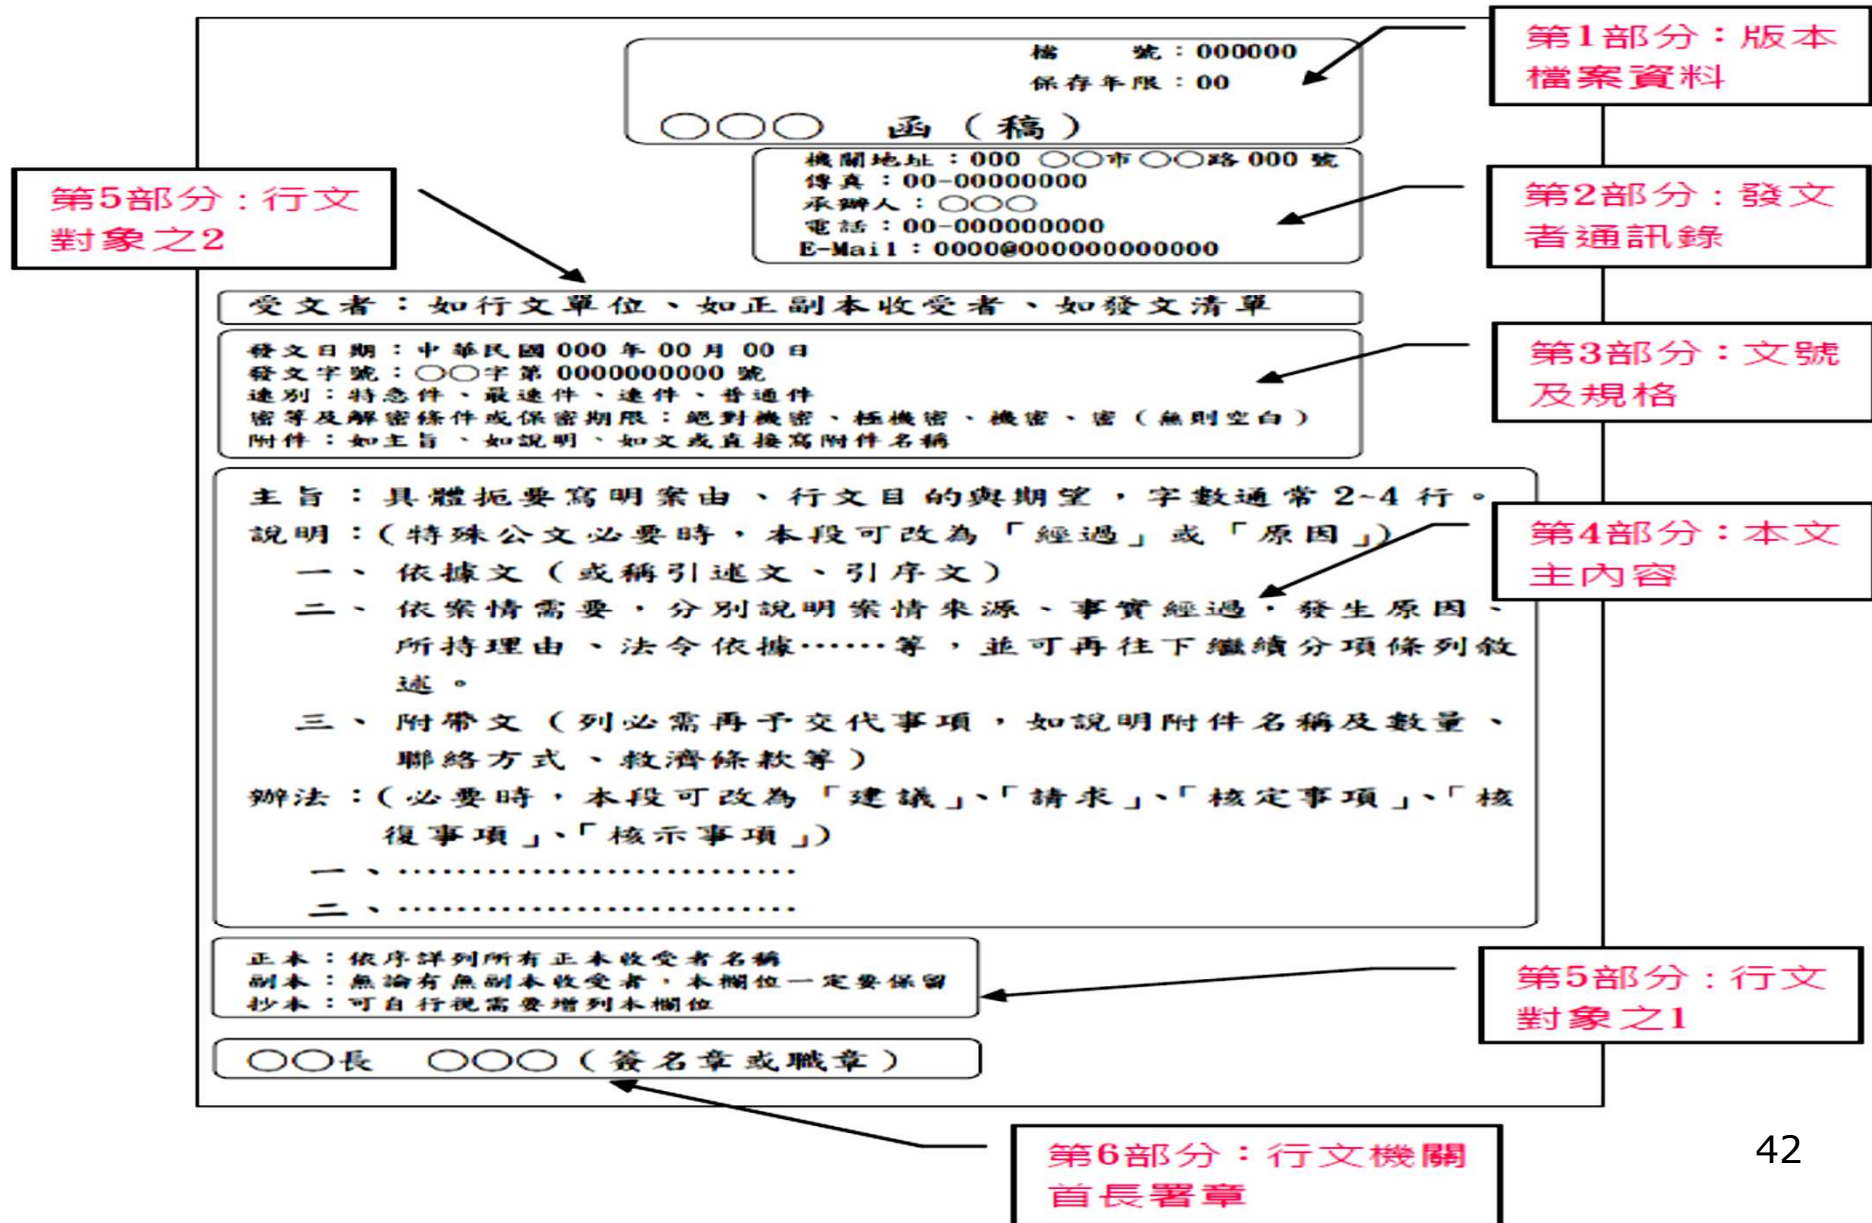 第1部分：版本
檔案資料
檔　　號：000000
保存年限：00
○○○　函（稿）
第2部分：發文
者通訊錄
機關地址：000 ○○市○○路 000 號
傳真：00-00000000
承辦人：○○○
電話：00-000000000
E-Mail：0000@000000000000
第5部分：行文
對象之2
受文者：如行文單位、如正副本收受者、如發文清單
第3部分：文號
及規格
發文日期：中華民國 000 年 00 月 00 日
發文字號：○○字第 0000000000 號
速別：特急件、最速件、速件、普通件
密等及解密條件或保密期限：絕對機密、極機密、機密、密（無則空白）
附件：如主旨、如說明、如文或直接寫附件名稱
第4部分：本文
主內容
主旨：具體扼要寫明案由、行文目的與期望，字數通常 2~4 行。
說明：（特殊公文必要時，本段可改為「經過」或「原因」）
一、依據文（或稱引述文、引序文）
二、依案情需要，分別說明案情來源、事實經過，發生原因、
所持理由、法令依據……等，並可再往下繼續分項條列敘
述。
三、附帶文（列必需再予交代事項，如說明附件名稱及數量、
聯絡方式、救濟條款等）
辦法：（必要時，本段可改為「建議」、「請求」、「核定事項」、「核
復事項」、「核示事項」）
一、…………………………
二、…………………………
正本：依序詳列所有正本收受者名稱
副本：無論有無副本收受者，本欄位一定要保留
抄本：可自行視需要增列本欄位
第5部分：行文
對象之1
○○長　○○○（簽名章或職章）
第6部分：行文機關
首長署章
42